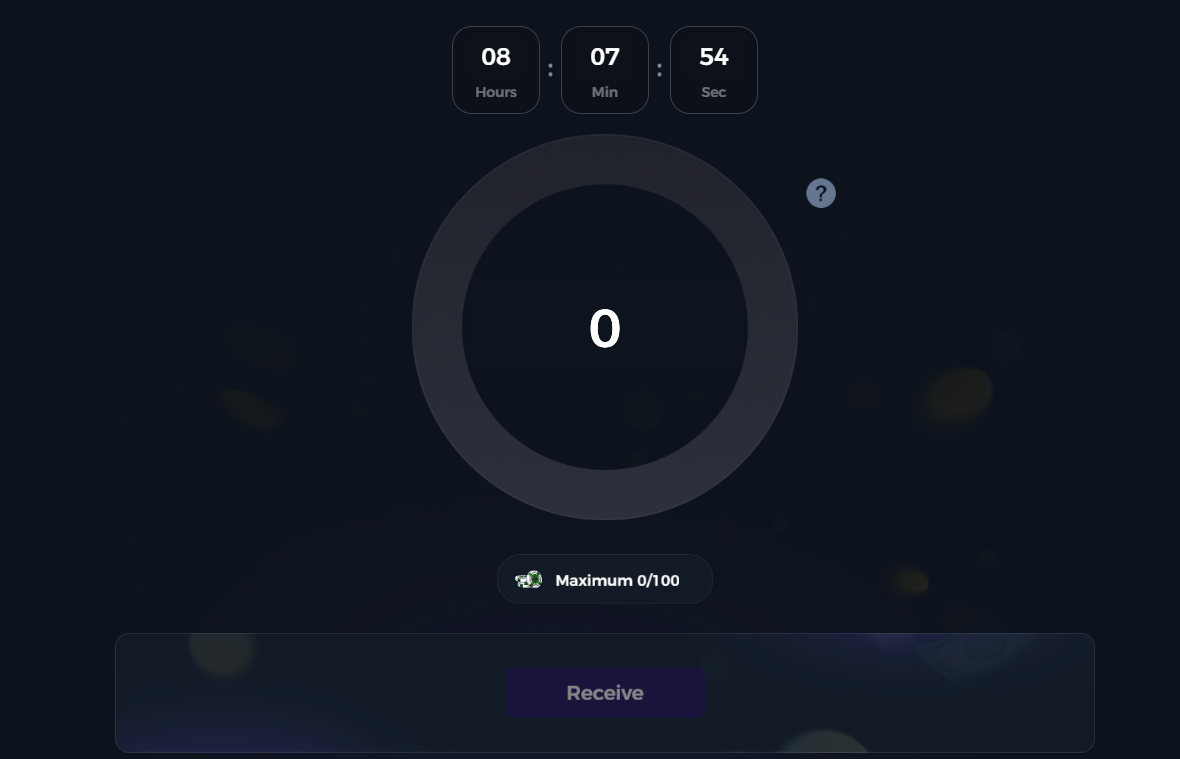 08 : 07 : 54
Hours Min Sec
?
0
Maximum 0/100
Receive